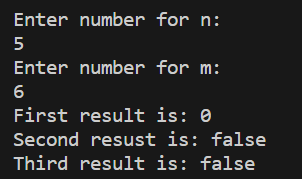 Enter number for n:
5
Enter number for m:
6
First result is: 0
Second resust is: false
Third result is: false